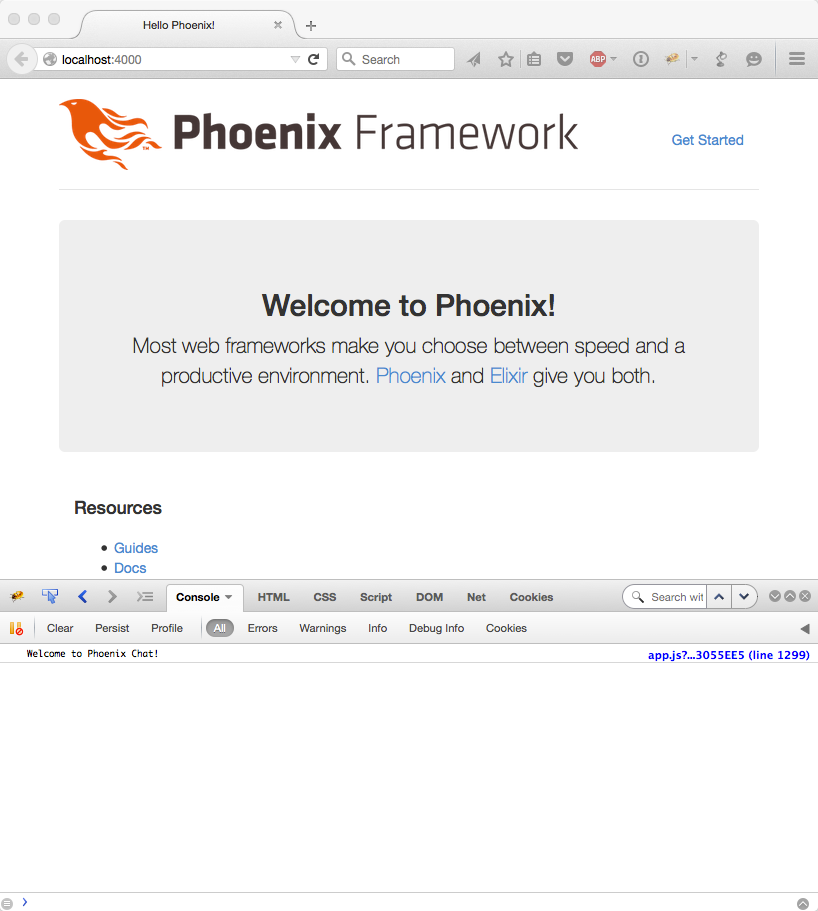 Hello Phoenix!
localhost:4000
Search
ABP
Phoenix Framework
TM
Get Started
Welcome to Phoenix!
Most web frameworks make you choose between speed and a
productive environment. Phoenix and Elixir give you both.
Resources
Guides
Docs
Console HTML CSS Script DOM Net Cookies
Search wit
Clear Persist Profile All Errors Warnings Info Debug Info Cookies
Welcome to Phoenix Chat!
app.js?...3055EE5 (line 1299)